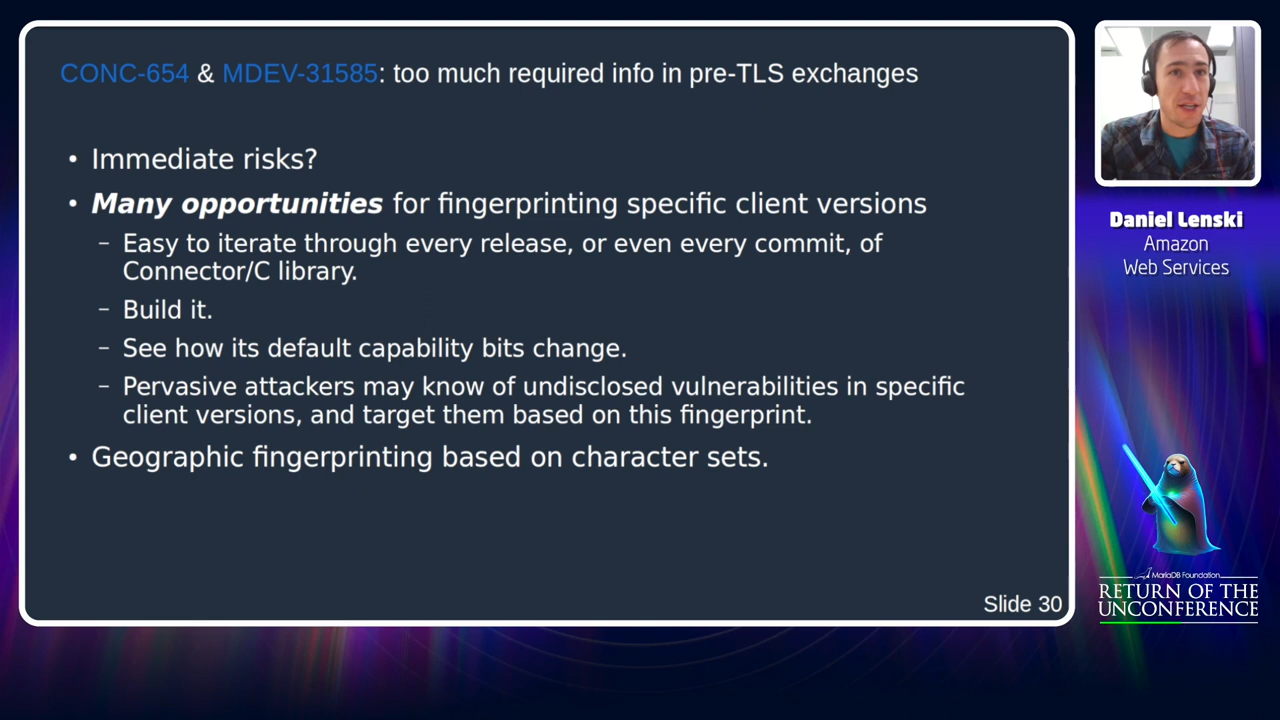 CONC-654 & MDEV-31585: too much required info in pre-TLS exchanges
• Immediate risks?
• Many opportunities for fingerprinting specific client versions
– Easy to iterate through every release, or even every commit, of
Connector/C library.
– Build it.
– See how its default capability bits change.
– Pervasive attackers may know of undisclosed vulnerabilities in specific
client versions, and target them based on this fingerprint.
• Geographic fingerprinting based on character sets.
Slide 30
Daniel Lenski
Amazon
Web Services
MariaDB Foundation
RETURN OF THE
UNCONFERENCE